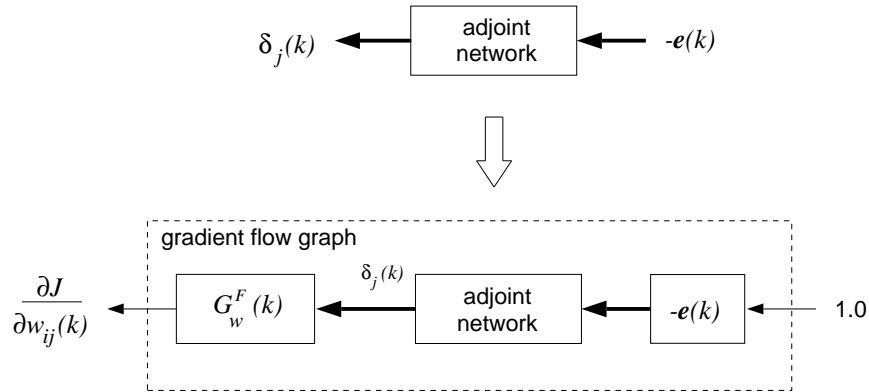 δj(k)
adjoint
network
-e(k)
gradient flow graph
∂J
∂wij(k)
G^F_w(k)
δj(k)
adjoint
network
-e(k)
1.0